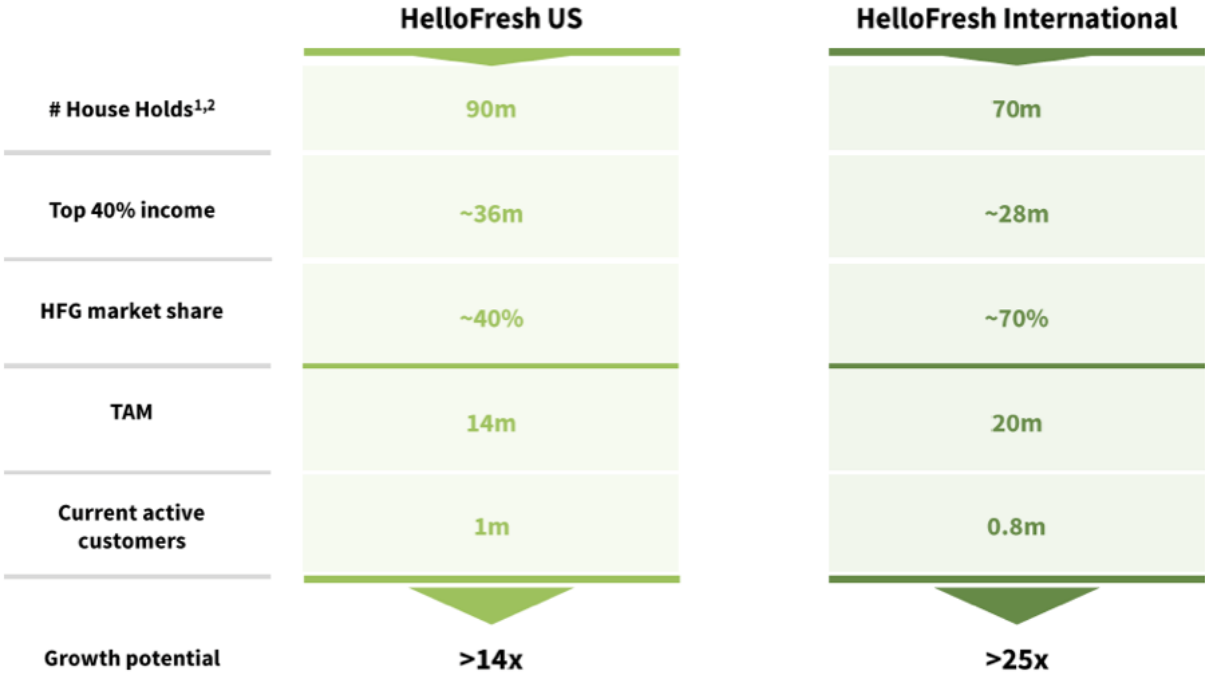 HelloFresh US HelloFresh International
# House Holds1,2 90m 70m
Top 40% income ~36m ~28m
HFG market share ~40% ~70%
TAM 14m 20m
Current active
customers 1m 0.8m
Growth potential >14x >25x